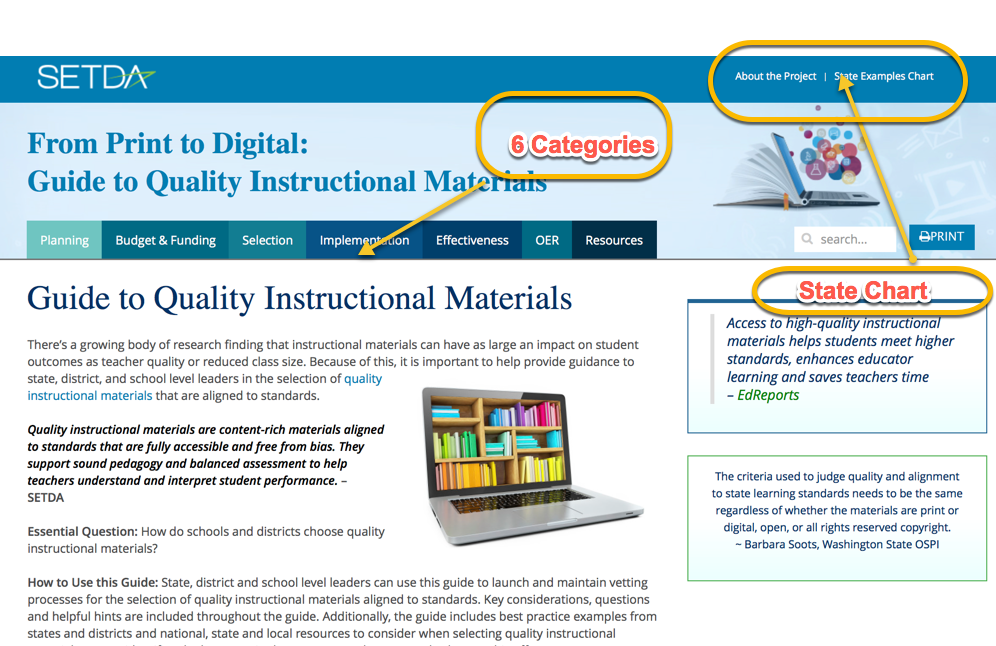 SETDA
About the Project | State Examples Chart
6 Categories
From Print to Digital:
Guide to Quality Instructional Materials
Planning Budget & Funding Selection Implementation Effectiveness OER Resources
search...
PRINT
State Chart
Guide to Quality Instructional Materials
There's a growing body of research finding that instructional materials can have as large an impact on student
outcomes as teacher quality or reduced class size. Because of this, it is important to help provide guidance to
state, district, and school level leaders in the selection of quality
instructional materials that are aligned to standards.
Quality instructional materials are content-rich materials aligned
to standards that are fully accessible and free from bias. They
support sound pedagogy and balanced assessment to help
teachers understand and interpret student performance. –
SETDA
Essential Question: How do schools and districts choose quality
instructional materials?
How to Use this Guide: State, district and school level leaders can use this guide to launch and maintain vetting
processes for the selection of quality instructional materials aligned to standards. Key considerations, questions
and helpful hints are included throughout the guide. Additionally, the guide includes best practice examples from
states and districts and national, state and local resources to consider when selecting quality instructional
Access to high-quality instructional
materials helps students meet higher
standards, enhances educator
learning and saves teachers time
– EdReports
The criteria used to judge quality and alignment
to state learning standards needs to be the same
regardless of whether the materials are print or
digital, open, or all rights reserved copyright.
~ Barbara Soots, Washington State OSPI